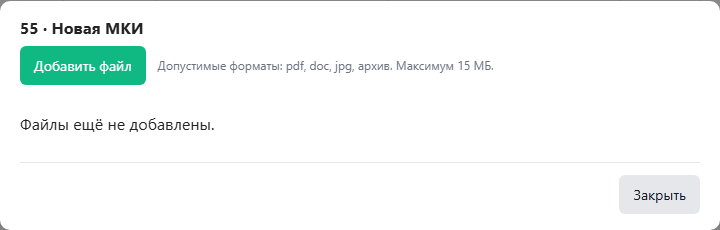 55 · Новая МКИ
Добавить файл Допустимые форматы: pdf, doc, jpg, архив. Максимум 15 МБ.
Файлы ещё не добавлены.
Закрыть